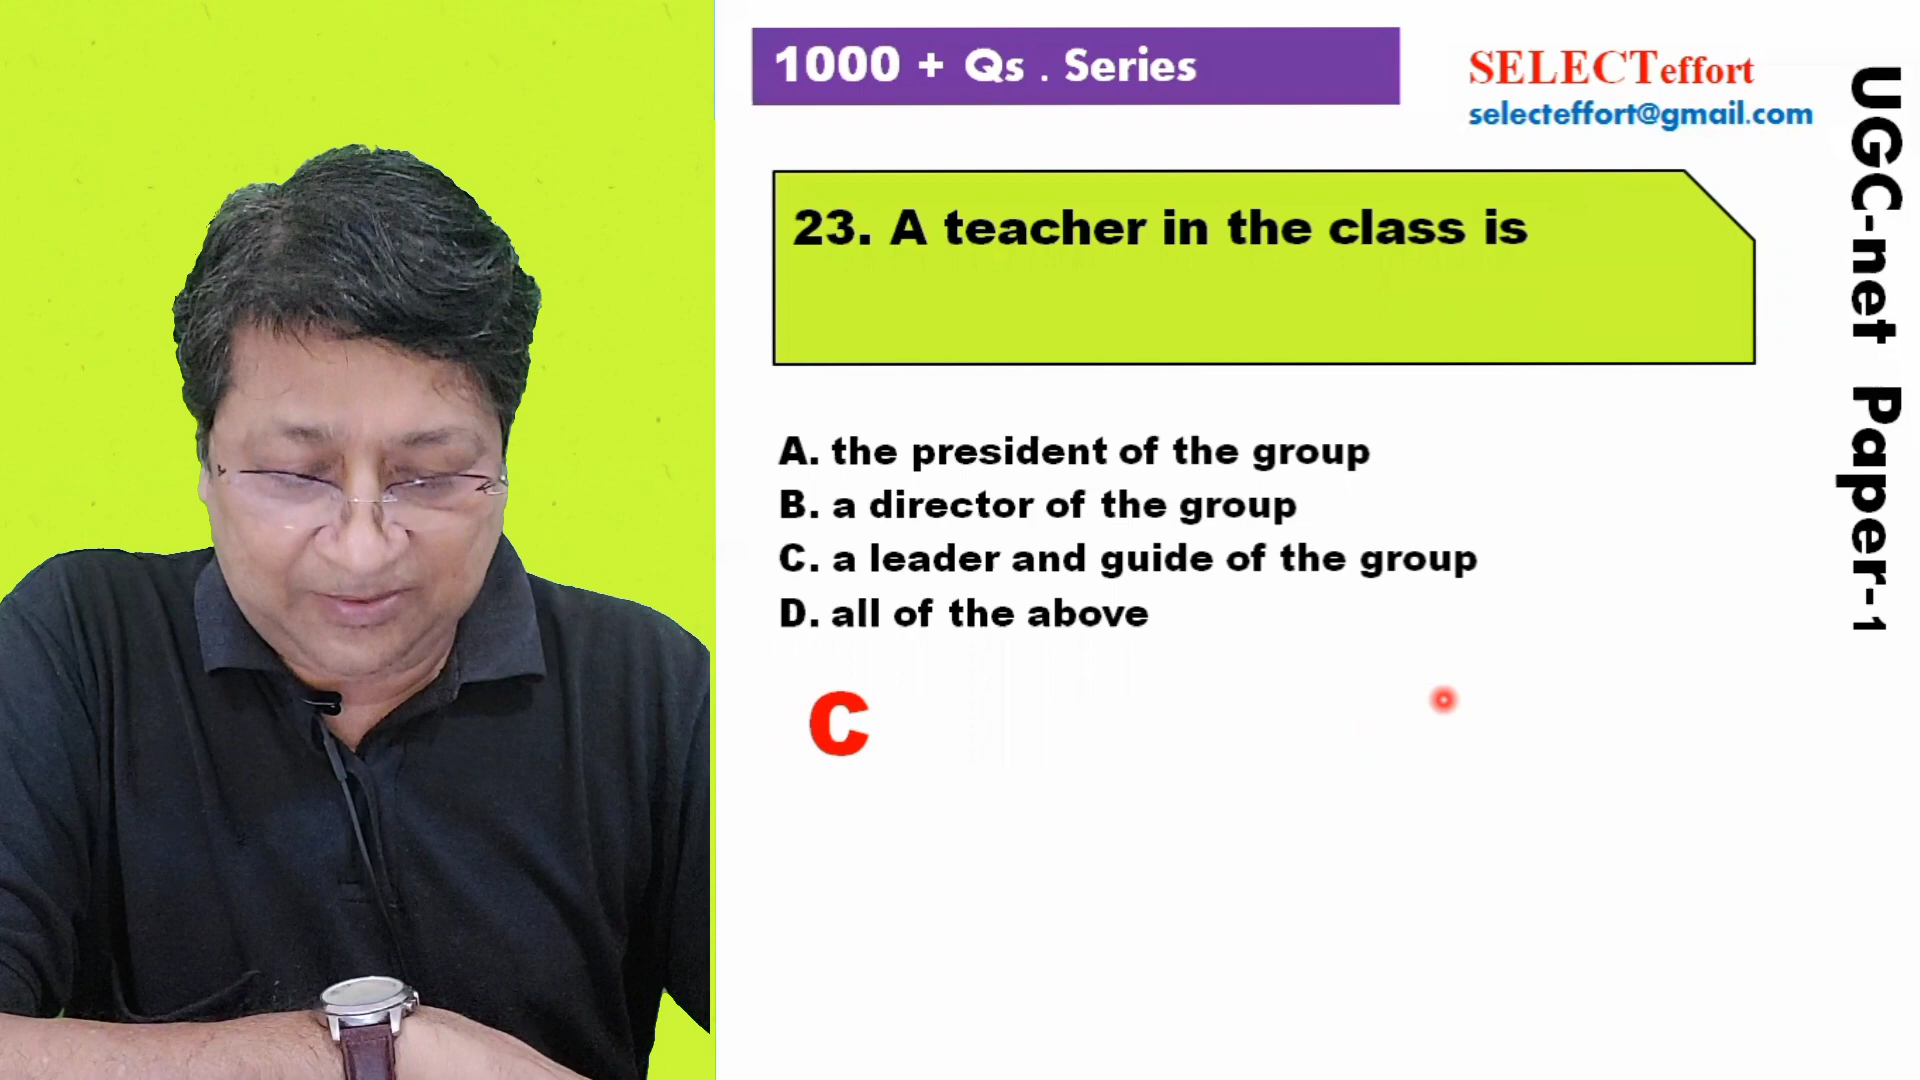 1000 + Qs . Series
SELECTeffort
selecteffort@gmail.com
UGC-net Paper-1
23. A teacher in the class is
A. the president of the group
B. a director of the group
C. a leader and guide of the group
D. all of the above
C